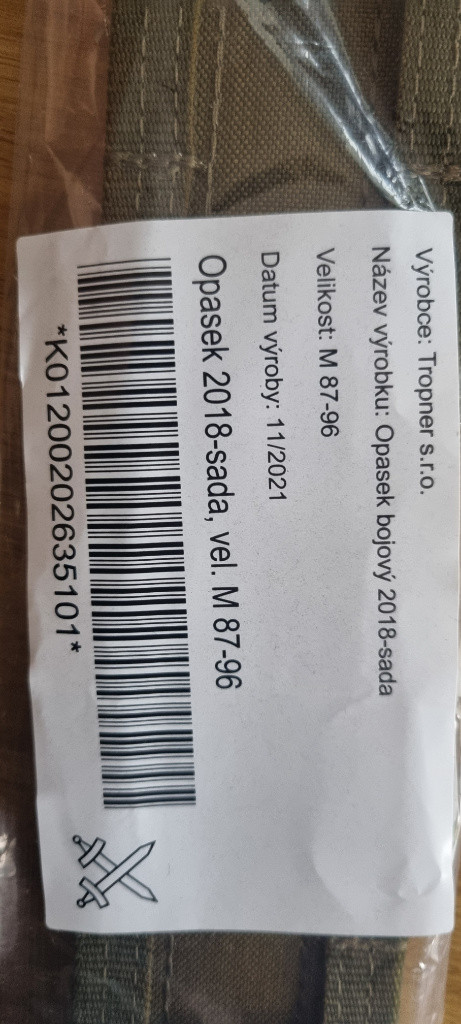 Výrobce: Tropner s.r.o.
Název výrobku: Opasek bojový 2018-sada
Velikost: M 87-96
Datum výroby: 11/2021
Opasek 2018-sada, vel. M 87-96
*K01200202635101*